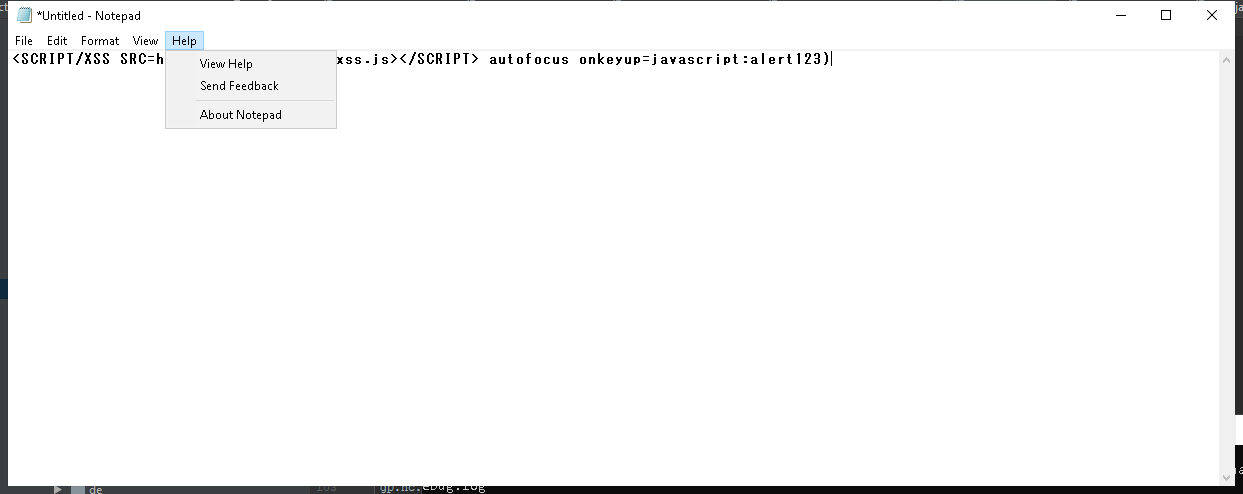 *Untitled - Notepad
File Edit Format View Help
<SCRIPT/XSS SRC=h xss.js></SCRIPT> autofocus onkeyup=javascript:alert123)
View Help
Send Feedback
About Notepad
de